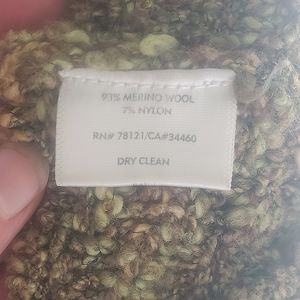 93% MERINO WOOL
7% NYLON
RN# 78121/CA#34460
DRY CLEAN